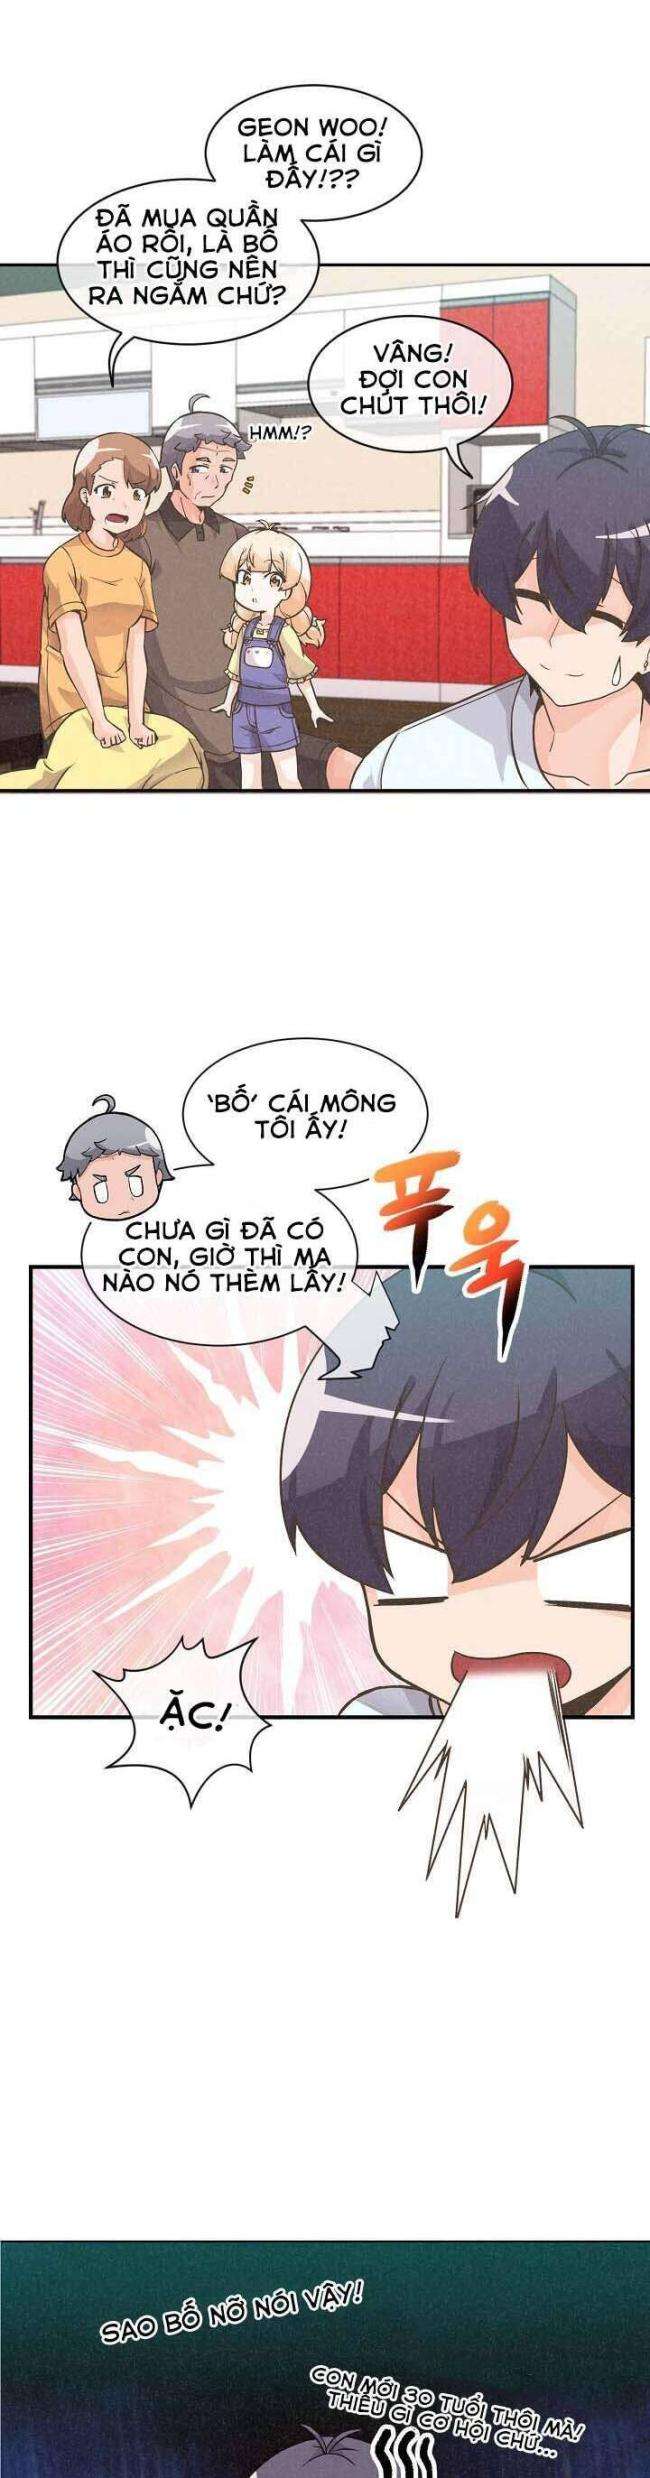 GEON WOO!
LÀM CÁI GÌ
ĐẤY!??
ĐÃ MUA QUẦN
ÁO RỒI, LÀ BỐ
THÌ CŨNG NÊN
RA NGẮM CHỨ?
VÂNG!
ĐỢI CON
CHÚT THÔI!
HMM!?
'BỐ' CÁI MÔNG
TÔI ẤY!
푸욱
CHƯA GÌ ĐÃ CÓ
CON, GIỜ THÌ MA
NÀO NÓ THÈM LẤY!
ẶC!
SAO BỐ NỠ NÓI VẬY!
CON MỚI 30 TUỔI THÔI MÀ!
THIẾU GÌ CƠ HỘI CHỨ...